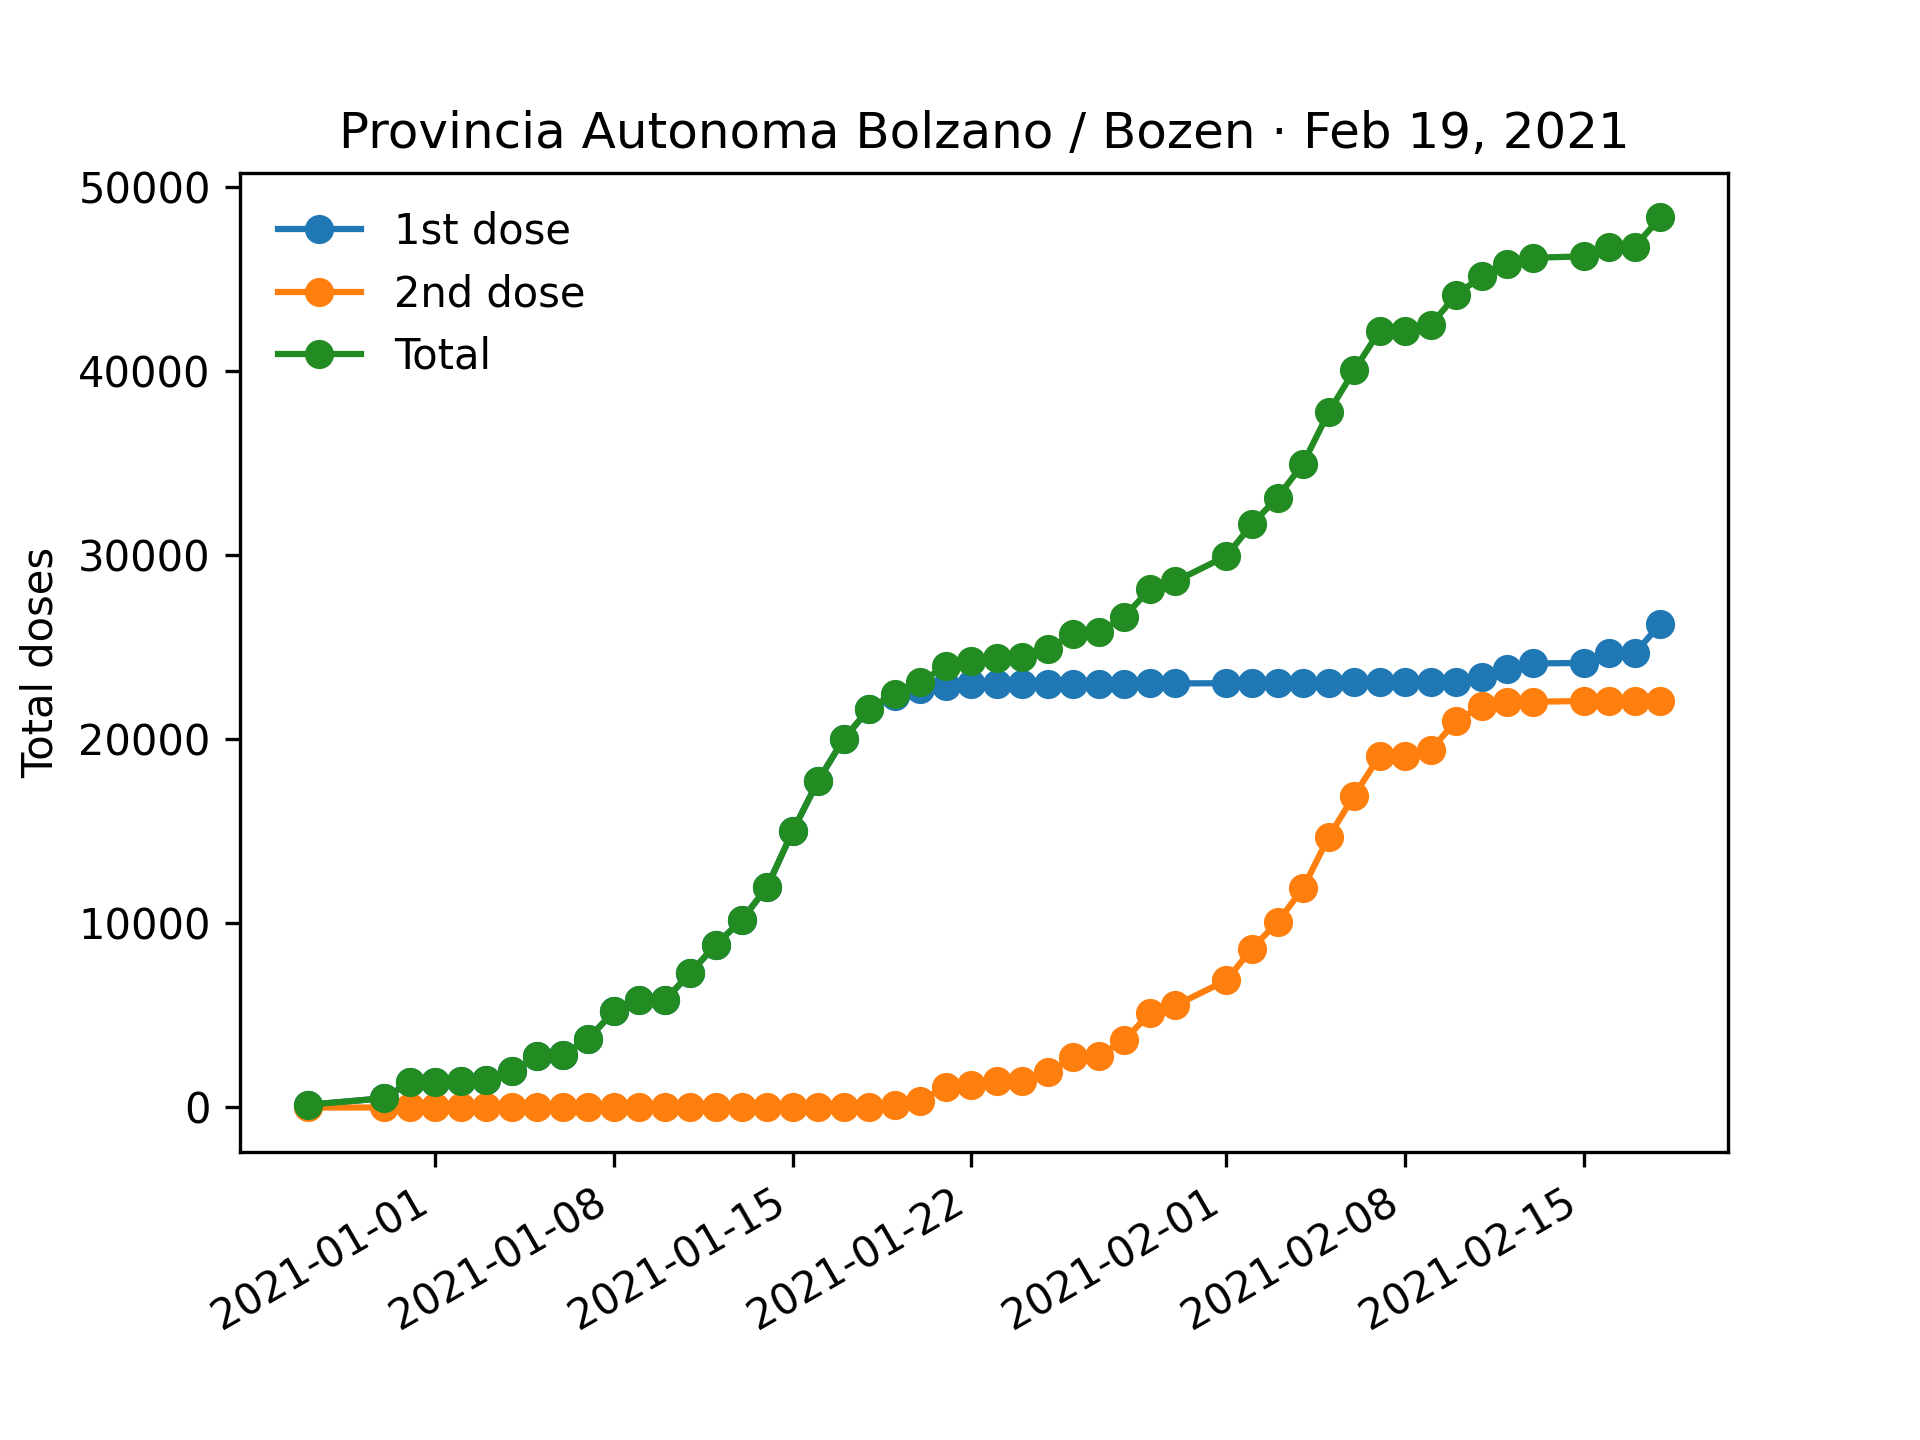 Provincia Autonoma Bolzano / Bozen · Feb 19, 2021
50000
40000
30000
20000
10000
0
Total doses
1st dose
2nd dose
Total
2021-01-01
2021-01-08
2021-01-15
2021-01-22
2021-02-01
2021-02-08
2021-02-15